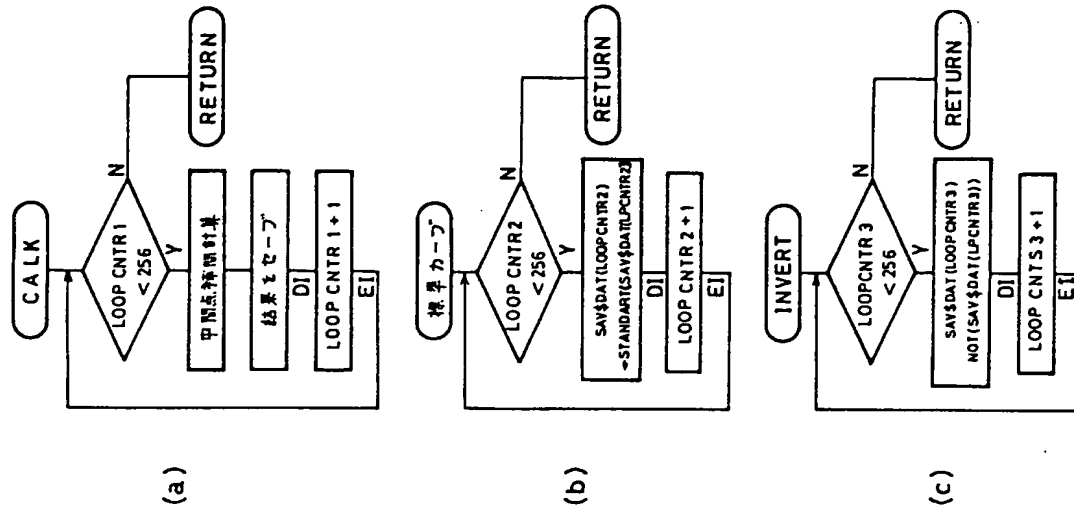 (a)
CALK
LOOP CNTR1
<256
N
RETURN
Y
中間点補間計算
結果をセーブ
DI
LOOP CNTR1+1
EI
(b)
標準カーブ
LOOP CNTR2
<256
N
RETURN
Y
SAV$DAT(LOOPCNTR2)
←STANDART(SAV$DAT(LPCNTR2)
DI
LOOP CNTR2+1
EI
(c)
INVERT
LOOPCNTR3
<256
N
RETURN
Y
SAV$DAT(LOOPCNTR3)
NOT(SAV$DAT(LPCNTR3))
DI
LOOP CNTS3+1
EI